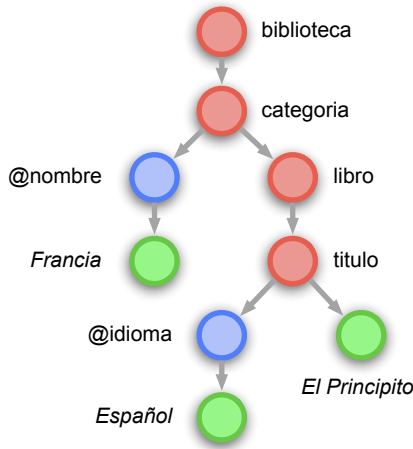 biblioteca
categoria
@nombre
libro
Francia
titulo
@idioma
El Principito
Español